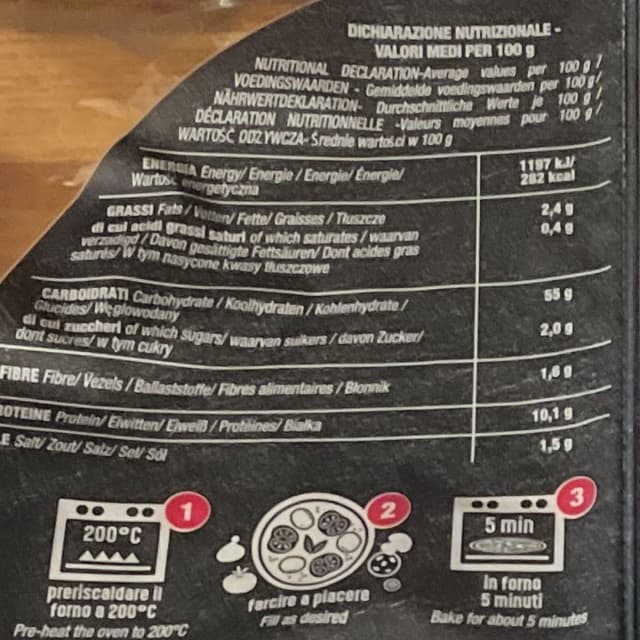 DICHIARAZIONE NUTRIZIONALE -
VALORI MEDI PER 100 g
NUTRITIONAL DECLARATION-Average values per 100 g /
VOEDINGSWAARDEN - Gemiddelde voedingswaarden per 100 g/
NÄHRWERTDEKLARATION- Durchschnittliche Werte je 100 g /
DÉCLARATION NUTRITIONNELLE -Valeurs moyennes pour 100 g/
WARTOŚĆ ODŻYWCZA- Średnie wartości w 100 g
ENERGIA Energy/ Energie / Energie/ Énergie/
Wartość energetyczna
1197 kJ/
282 kcal
GRASSI Fats / Vetten/ Fette/ Graisses / Tłuszcze
2,4 g
di cui acidi grassi saturi of which saturates / waarvan
verzadigd / Davon gesättigte Fettsäuren/ Dont acides gras
saturés/ W tym nasycone kwasy tłuszczowe
0,4 g
CARBOIDRATI Carbohydrate / Koolhydraten / Kohlenhydrate /
Glucides/ Węglowodany
55 g
di cui zuccheri of which sugars/ waarvan suikers / davon Zucker/
dont sucres/ w tym cukry
2,0 g
FIBRE Fibre/ Vezels / Ballaststoffe/ Fibres alimentaires / Błonnik
1,6 g
ROTEINE Protein/ Eiwitten/ Eiweiß / Protéines/ Białka
10,1 g
E Salt/ Zout/ Salz/ Sel/ Sól
1,5 g
1
200°C
preriscaldare il
forno a 200°C
Pre-heat the oven to 200°C
2
farcire a piacere
Fill as desired
3
5 min
in forno
5 minuti
Bake for about 5 minutes